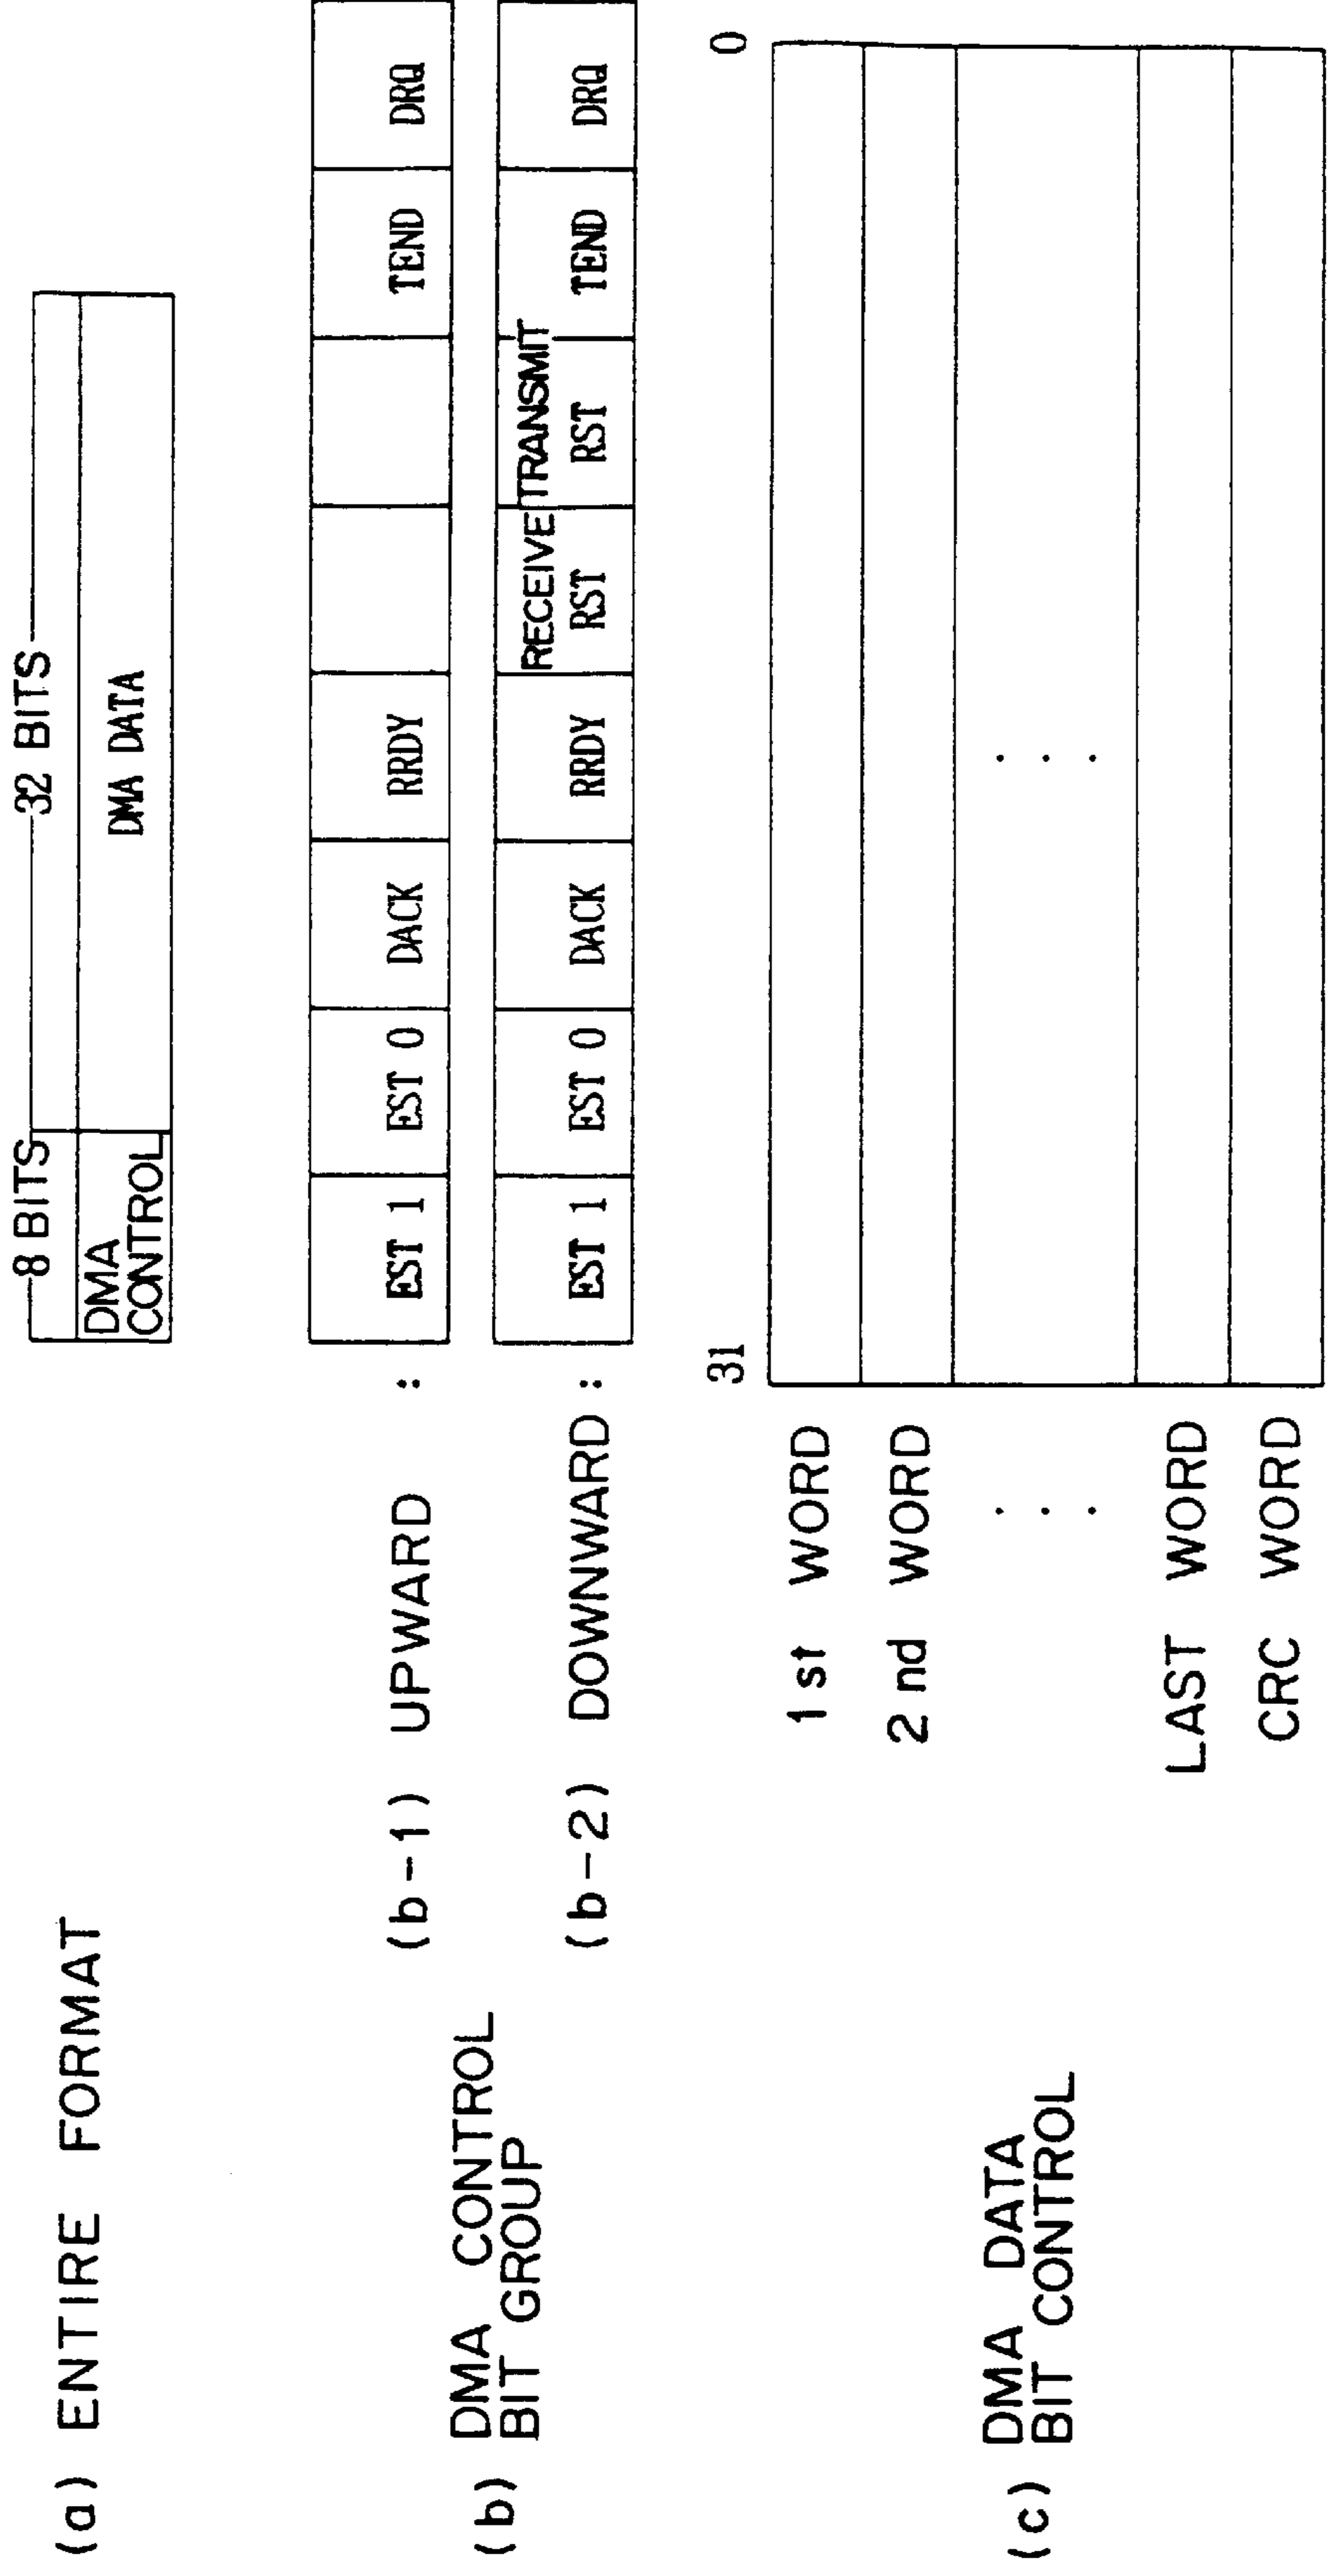 (a) ENTIRE FORMAT
8 BITS 32 BITS
DMA CONTROL DMA DATA
(b) DMA CONTROL
BIT GROUP
(b-1) UPWARD :
EST 1 EST 0 DACK RRDY TEND DRQ
(b-2) DOWNWARD :
EST 1 EST 0 DACK RRDY RECEIVE RST TRANSMIT RST TEND DRQ
(c) DMA DATA
BIT CONTROL
31 0
1st WORD
2nd WORD
. . . . . .
LAST WORD
CRC WORD